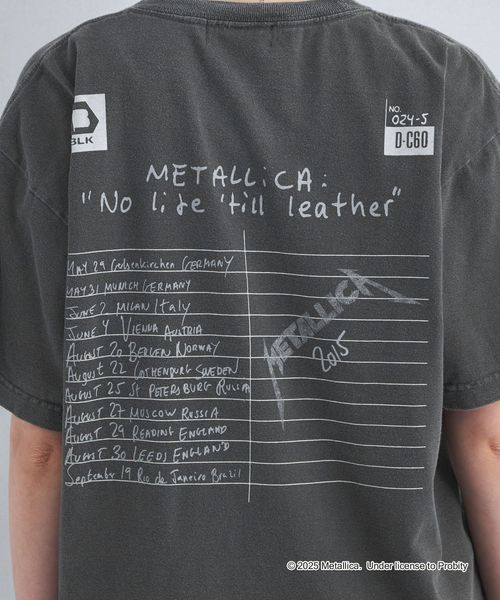 BLK
NO.
024-5
D-C60
METALLiCA:
"No life 'till leather"
MAY 29 Gelsenkirchen GERMANY
MAY 31 MUNICH GERMANY
JUNE 2 MILAN Italy
JUNE 4 VIENNA AUSTRIA
AUGUST 20 BERGEN NORWAY
AUGUST 22 GOTHENBURG SWEDEN
AUGUST 25 ST PETERSBURG RUSSIA
AUGUST 27 MOSCOW RUSSIA
AUGUST 29 READING ENGLAND
AUGUST 30 LEEDS ENGLAND
September 19 Rio de Janeiro Brazil
METALLICA
2015
© 2025 Metallica. Under license to Probity